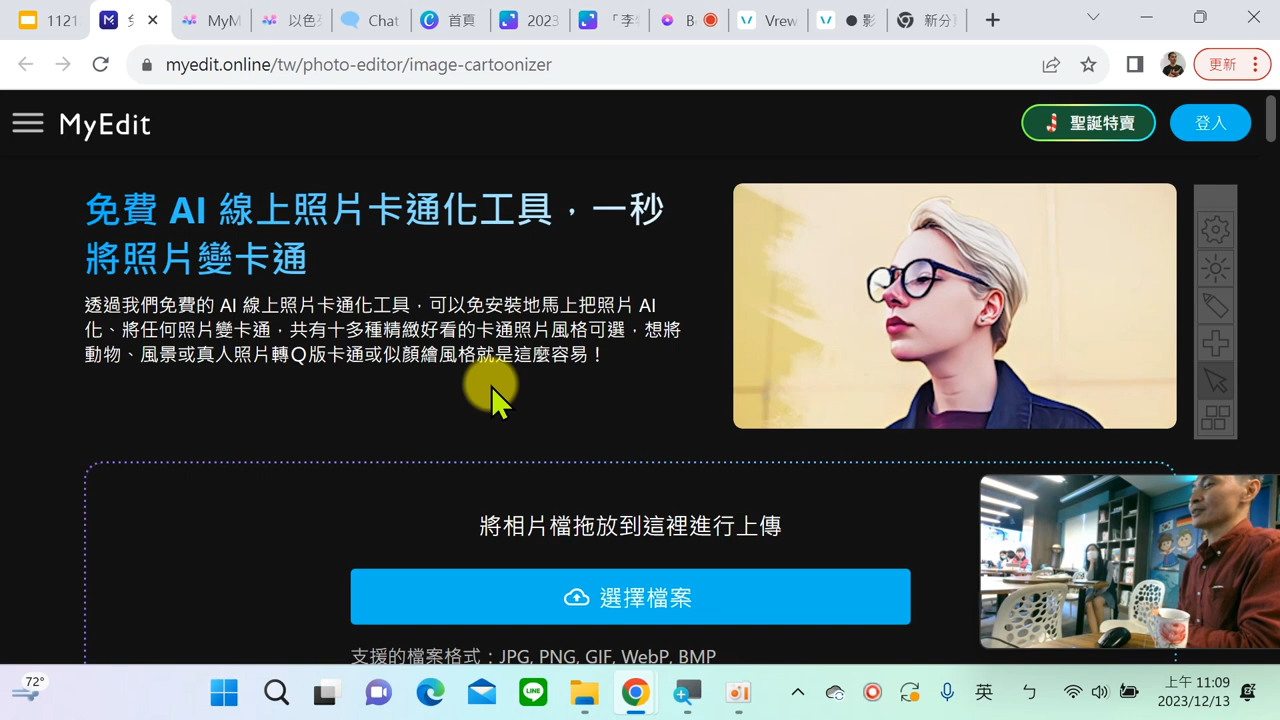 1121
MyM
Chat
首頁
2023
Vrew
myedit.online/tw/photo-editor/image-cartoonizer
更新
MyEdit
聖誕特賣
登入
免費 AI 線上照片卡通化工具，一秒
將照片變卡通
透過我們免費的 AI 線上照片卡通化工具，可以免安裝地馬上把照片 AI
化、將任何照片變卡通，共有十多種精緻好看的卡通照片風格可選，想將
動物、風景或真人照片轉Q版卡通或似顏繪風格就是這麼容易！
將相片檔拖放到這裡進行上傳
選擇檔案
支援的檔案格式：JPG, PNG, GIF, WebP, BMP
72°
LINE
英
ㄅ
上午 11:09
2023/12/13